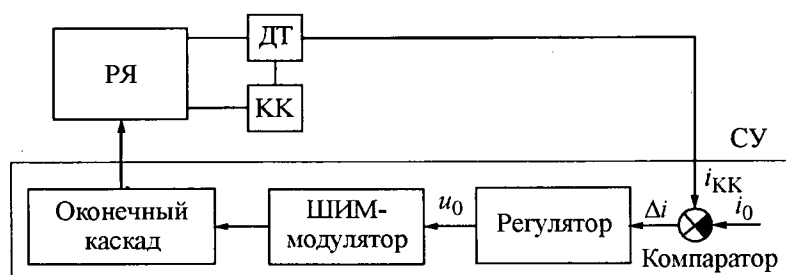 ДТ
РЯ
КК
СУ
iКК
Оконечный
каскад
ШИМ-
модулятор
u0
Регулятор
Δi
i0
Компаратор